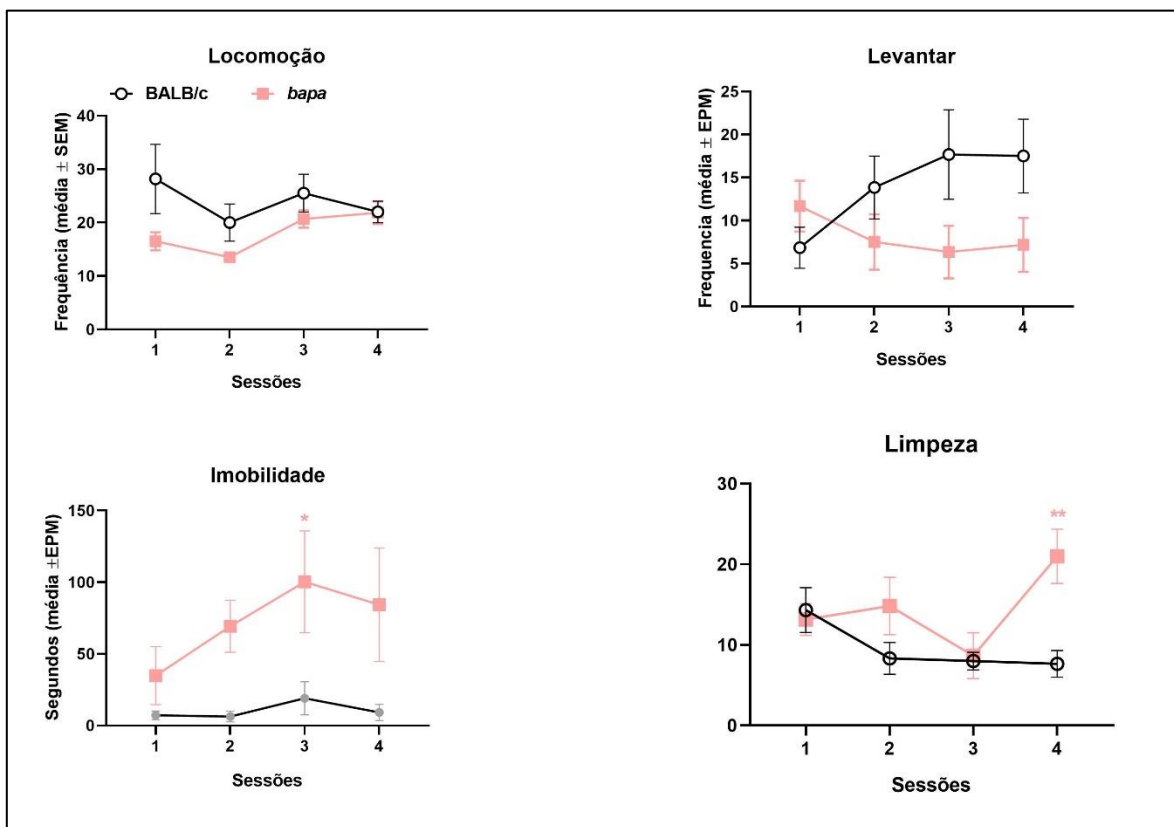 Locomoção
BALB/c
bapa
Frequência (média ± SEM)
40
30
20
10
0
1 2 3 4
Sessões
Levantar
Frequencia (média ± EPM)
25
20
15
10
5
0
1 2 3 4
Sessões
Imobilidade
Segundos (média ±EPM)
150
100
50
0
*
1 2 3 4
Sessões
Limpeza
30
20
10
0
**
1 2 3 4
Sessões